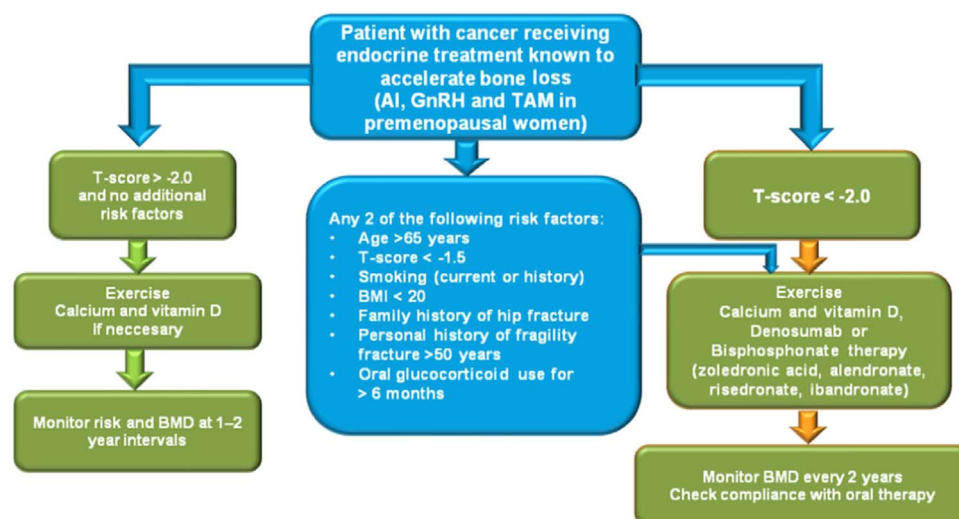 Patient with cancer receiving
endocrine treatment known to
accelerate bone loss
(AI, GnRH and TAM in
premenopausal women)
T-score > -2.0
and no additional
risk factors
Exercise
Calcium and vitamin D
If neccesary
Monitor risk and BMD at 1–2
year intervals
Any 2 of the following risk factors:
• Age >65 years
• T-score < -1.5
• Smoking (current or history)
• BMI < 20
• Family history of hip fracture
• Personal history of fragility
fracture >50 years
• Oral glucocorticoid use for
> 6 months
T-score < -2.0
Exercise
Calcium and vitamin D,
Denosumab or
Bisphosphonate therapy
(zoledronic acid, alendronate,
risedronate, ibandronate)
Monitor BMD every 2 years
Check compliance with oral therapy